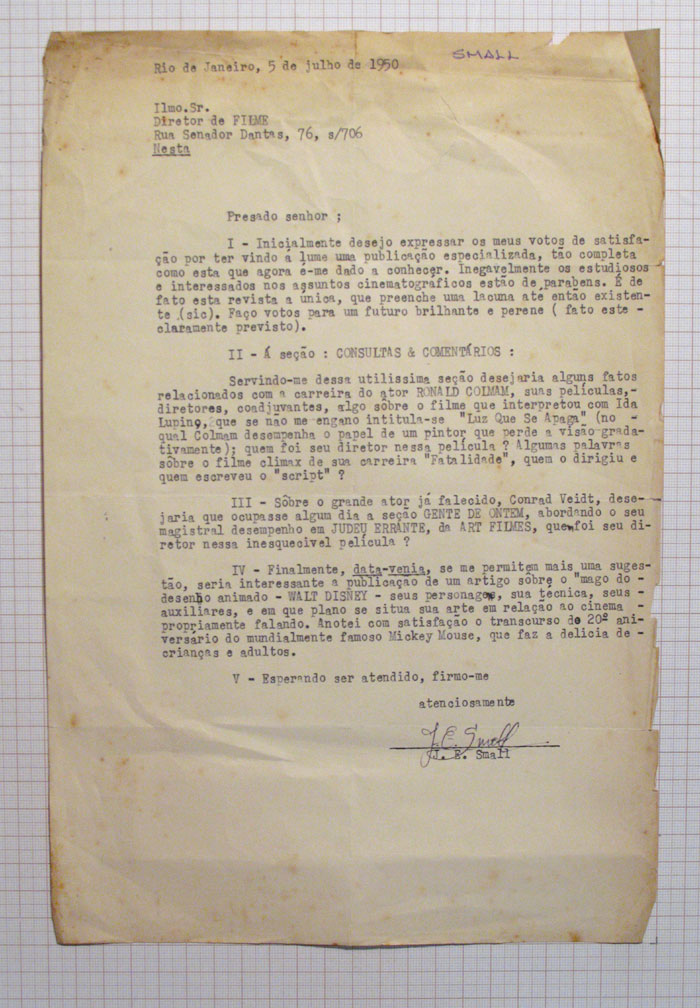 SMALL
Rio de Janeiro, 5 de julho de 1950
Ilmo.Sr.
Diretor de FILME
Rua Senador Dantas, 76, s/706
Nesta
Presado senhor ;
I - Inicialmente desejo expressar os meus votos de satisfa-
ção por ter vindo á lume uma publicação especializada, tão completa
como esta que agora é-me dado a conhecer. Inegavelmente os estudiosos
e interessados nos assuntos cinematográficos estão de parabens. É de
fato esta revista a única, que preenche uma lacuna até então existen-
te (sic). Faço votos para um futuro brilhante e perene ( fato este -
claramente previsto).
II - Á seção : CONSULTAS & COMENTÁRIOS :
Servindo-me dessa utilissima seção desejaria alguns fatos
relacionados com a carreira do ator RONALD COLMAM, suas películas,-
diretores, coadjuvantes, algo sôbre o filme que interpretou com Ida
Lupino, que se não me engano intitula-se "Luz Que Se Apaga" (no -
qual Colmam desempenha o papel de um pintor que perde a visão grada-
tivamente); quem foi seu diretor nessa película ? Algumas palavras
sôbre o filme climax de sua carreira "Fatalidade", quem o dirigiu e
quem escreveu o "script" ?
III - Sôbre o grande ator já falecido, Conrad Veidt, dese-
jaria que ocupasse algum dia a seção GENTE DE ONTEM, abordando o seu
magistral desempenho em JUDEU ERRANTE, da ART FILMES, quem foi seu di-
retor nessa inesquecivel película ?
IV - Finalmente, data-venia, se me permitem mais uma suges-
tão, seria interessante a publicação de um artigo sôbre o "mago do -
desenho animado - WALT DISNEY - seus personagens, sua técnica, seus -
auxiliares, e em que plano se situa sua arte em relação ao cinema -
propriamente falando. Anotei com satisfação o transcurso do 20º ani-
versário do mundialmente famoso Mickey Mouse, que faz a delicia de -
crianças e adultos.
V - Esperando ser atendido, firmo-me
atenciosamente
J. E. Small
J. E. Small